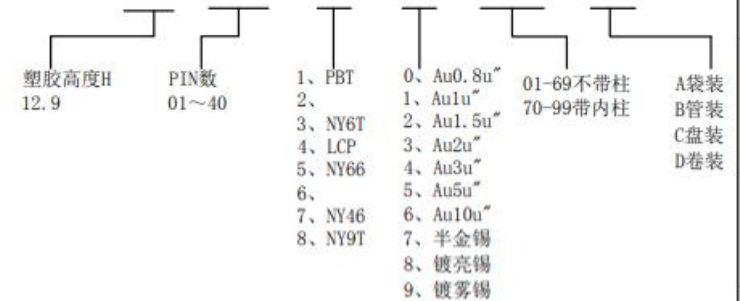 塑胶高度H
12.9
PIN数
01～40
1、PBT
2、
3、NY6T
4、LCP
5、NY66
6、
7、NY46
8、NY9T
0、Au0.8u″
1、Au1u″
2、Au1.5u″
3、Au2u″
4、Au3u″
5、Au5u″
6、Au10u″
7、半金锡
8、镀亮锡
9、镀雾锡
01-69不带柱
70-99带内柱
A袋装
B管装
C盘装
D卷装